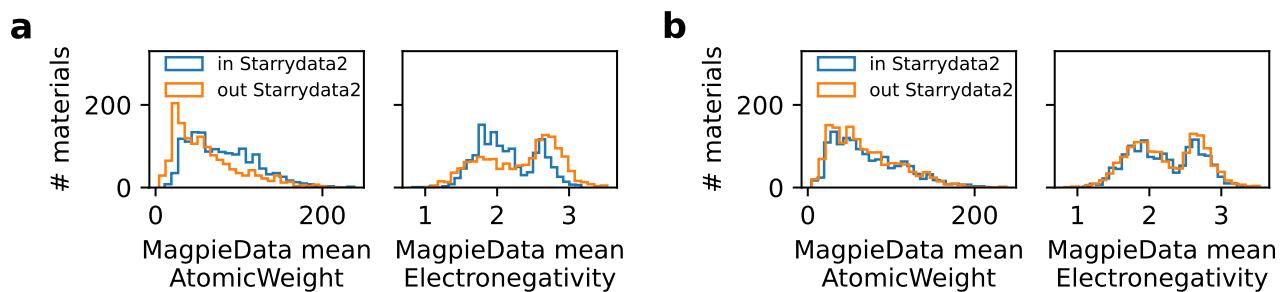 a
# materials
200
0
in Starrydata2
out Starrydata2
0 200
MagpieData mean
AtomicWeight
1 2 3
MagpieData mean
Electronegativity
b
# materials
200
0
in Starrydata2
out Starrydata2
0 200
MagpieData mean
AtomicWeight
1 2 3
MagpieData mean
Electronegativity